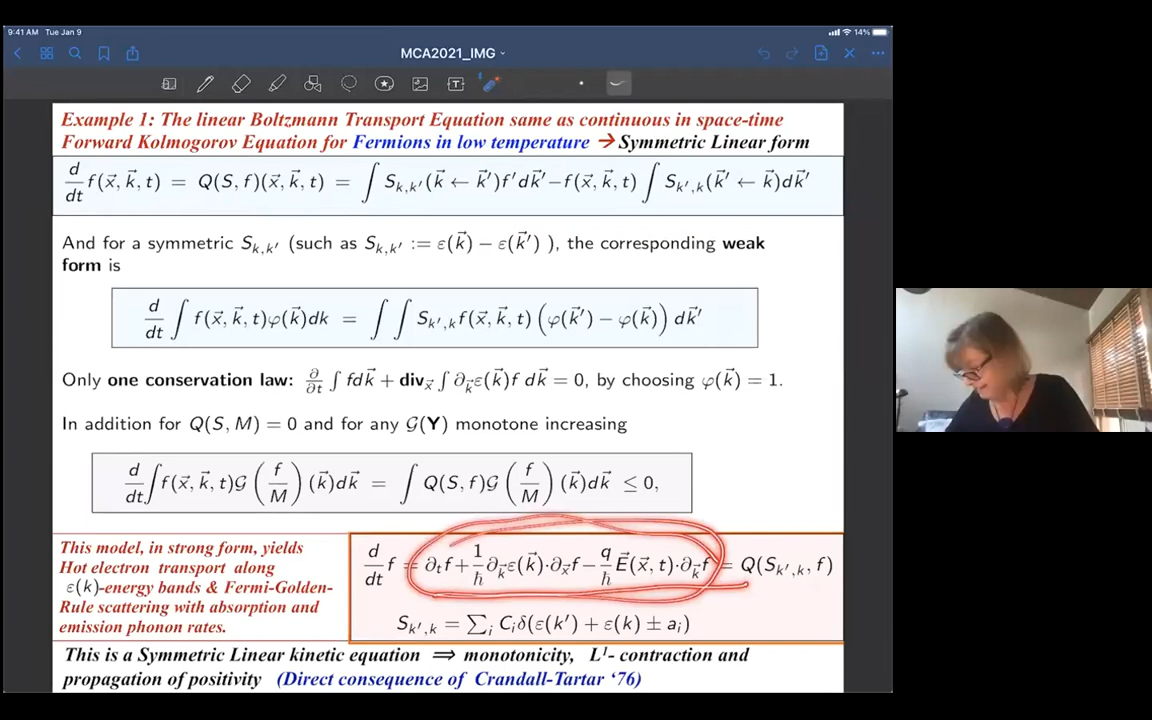 9:41 AM Tue Jan 9
14%
MCA2021_IMG
Example 1: The linear Boltzmann Transport Equation same as continuous in space-time
Forward Kolmogorov Equation for Fermions in low temperature → Symmetric Linear form
d/dt f(x⃗, k⃗, t) = Q(S, f)(x⃗, k⃗, t) = ∫ S_{k,k′}(k⃗ ← k⃗′)f′dk⃗′ − f(x⃗, k⃗, t) ∫ S_{k′,k}(k⃗′ ← k⃗)dk⃗′
And for a symmetric S_{k,k′} (such as S_{k,k′} := ε(k⃗) − ε(k⃗′) ), the corresponding weak
form is
d/dt ∫ f(x⃗, k⃗, t)φ(k⃗)dk = ∫ ∫ S_{k′,k}f(x⃗, k⃗, t) (φ(k⃗′) − φ(k⃗)) dk⃗′
Only one conservation law: ∂/∂t ∫ fdk⃗ + div_x⃗ ∫ ∂_k⃗ε(k⃗)f dk⃗ = 0, by choosing φ(k⃗) = 1.
In addition for Q(S, M) = 0 and for any 𝒢(Y) monotone increasing
d/dt ∫ f(x⃗, k⃗, t)𝒢 (f/M) (k⃗)dk⃗ = ∫ Q(S, f)𝒢 (f/M) (k⃗)dk⃗ ≤ 0,
This model, in strong form, yields
Hot electron transport along
ε(k)-energy bands & Fermi-Golden-
Rule scattering with absorption and
emission phonon rates.
d/dt f = ∂_t f + 1/ħ ∂_k⃗ε(k⃗)·∂_x⃗f − q/ħ E⃗(x⃗, t)·∂_k⃗f = Q(S_{k′,k}, f)
S_{k′,k} = ∑_i C_iδ(ε(k′) + ε(k) ± a_i)
This is a Symmetric Linear kinetic equation ⟹ monotonicity, L¹- contraction and
propagation of positivity (Direct consequence of Crandall-Tartar ‘76)